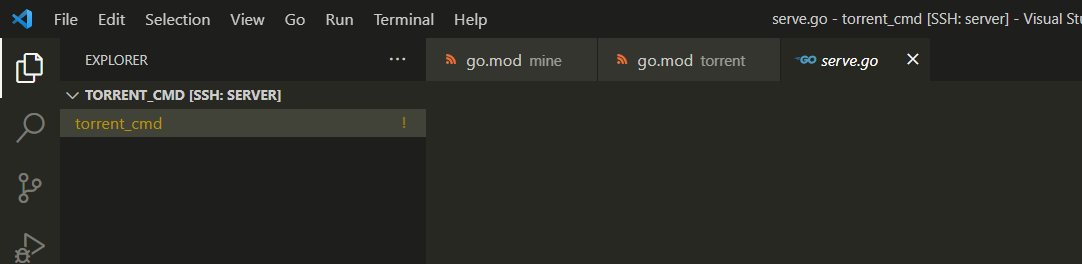 File Edit Selection View Go Run Terminal Help serve.go - torrent_cmd [SSH: server] - Visual Stu
EXPLORER ··· go.mod mine go.mod torrent GO serve.go ×
TORRENT_CMD [SSH: SERVER]
torrent_cmd !